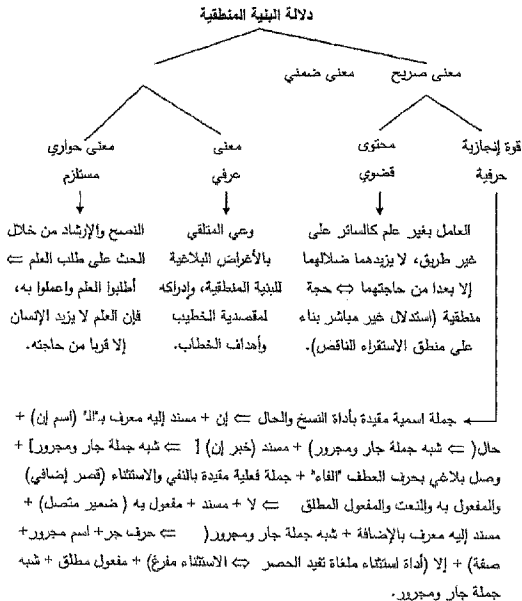 دلالة البنية المنطقية
معنى صريح
معنى ضمني
قوة إنجازية
حرفية
محتوى
قضوي
معنى
عرفي
معنى حواري
مستلزم
العامل بغير علم كالسائر على
غير طريق، لا يزيدهما ضلالهما
إلا بعدا من حاجتهما ⇔ حجة
منطقية (استدلال غير مباشر بناء
على منطق الاستقراء الناقص).
وعي المتلقي
بالأغراض البلاغية
للبنية المنطقية، وإدراكه
لمقصدية الخطيب
وأهداف الخطاب.
النصح والإرشاد من خلال
الحث على طلب العلم ⇐
أطلبوا العلم واعملوا به،
فإن العلم لا يزيد الإنسان
إلا قربا من حاجته.
جملة اسمية مقيدة بأداة النسخ والحال ⇐ إن + مسند إليه معرف بـ"الـ" (اسم إن) +
حال( ⇐ شبه جملة جار ومجرور) + مسند (خبر إن) [ ⇐ شبه جملة جار ومجرور] +
وصل بلاغي بحرف العطف "الفاء" + جملة فعلية مقيدة بالنفي والاستثناء (قصر إضافي)
والمفعول به والنعت والمفعول المطلق ⇐ لا + مسند + مفعول به ( ضمير متصل) +
مسند إليه معرف بالإضافة + شبه جملة جار ومجرور( ⇐ حرف جر+ اسم مجرور+
صفة) + إلا (أداة استثناء ملغاة تفيد الحصر ⇔ الاستثناء مفرغ) + مفعول مطلق + شبه
جملة جار ومجرور.